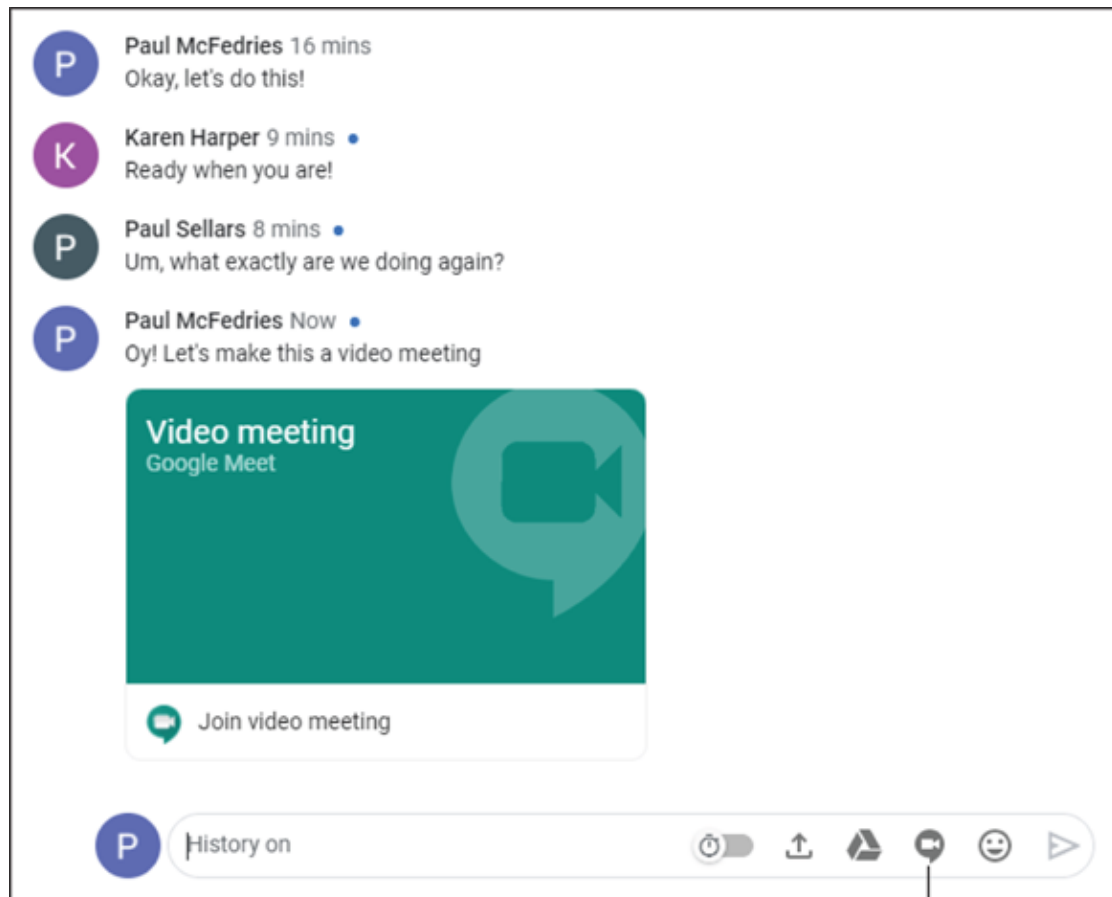 P
Paul McFedries 16 mins
Okay, let's do this!
K
Karen Harper 9 mins
Ready when you are!
P
Paul Sellars 8 mins
Um, what exactly are we doing again?
P
Paul McFedries Now
Oy! Let's make this a video meeting
Video meeting
Google Meet
Join video meeting
P
History on